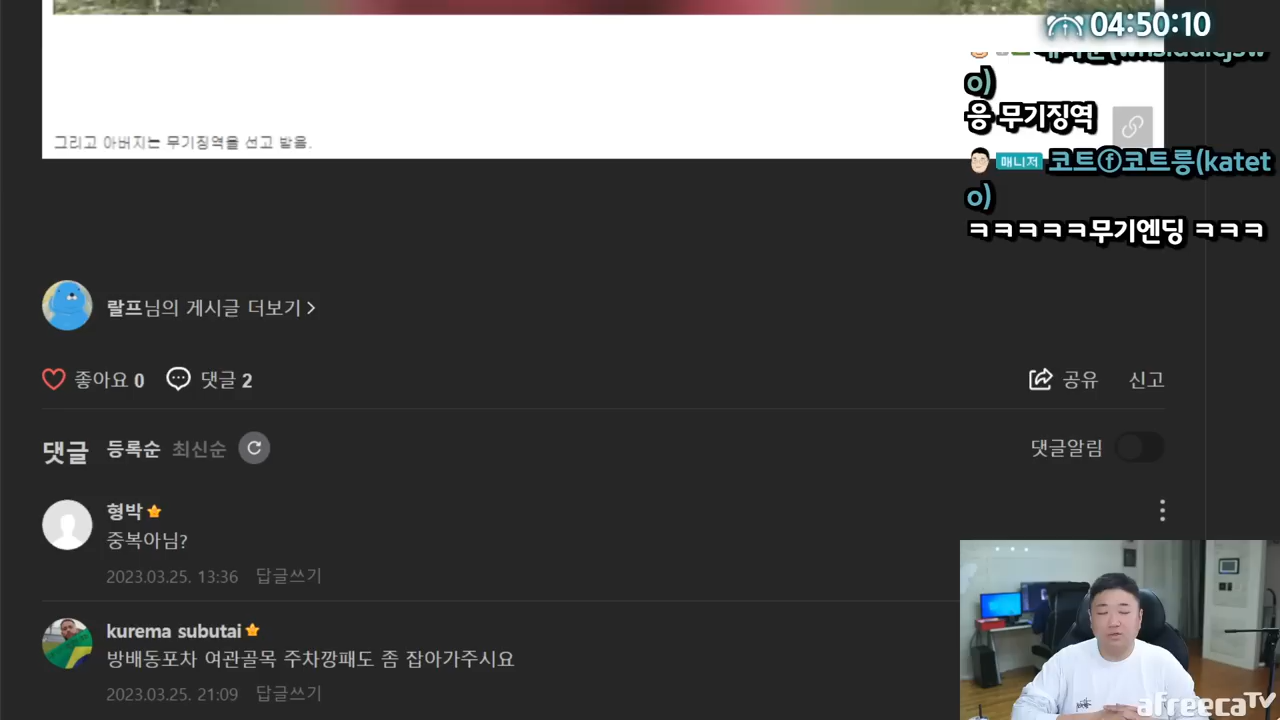 04:50:10
o)
응 무기징역
그리고 아버지는 무기징역을 선고 받음.
매니저 코트ⓕ코트릉(katet
o)
ㅋㅋㅋㅋㅋ무기엔딩 ㅋㅋㅋ
랄프님의 게시글 더보기 >
좋아요 0 댓글 2
공유 신고
댓글 등록순 최신순
댓글알림
형박
중복아님?
2023.03.25. 13:36 답글쓰기
kurema subutai
방배동포차 여관골목 주차깡패도 좀 잡아가주시요
2023.03.25. 21:09 답글쓰기
afreecaTV